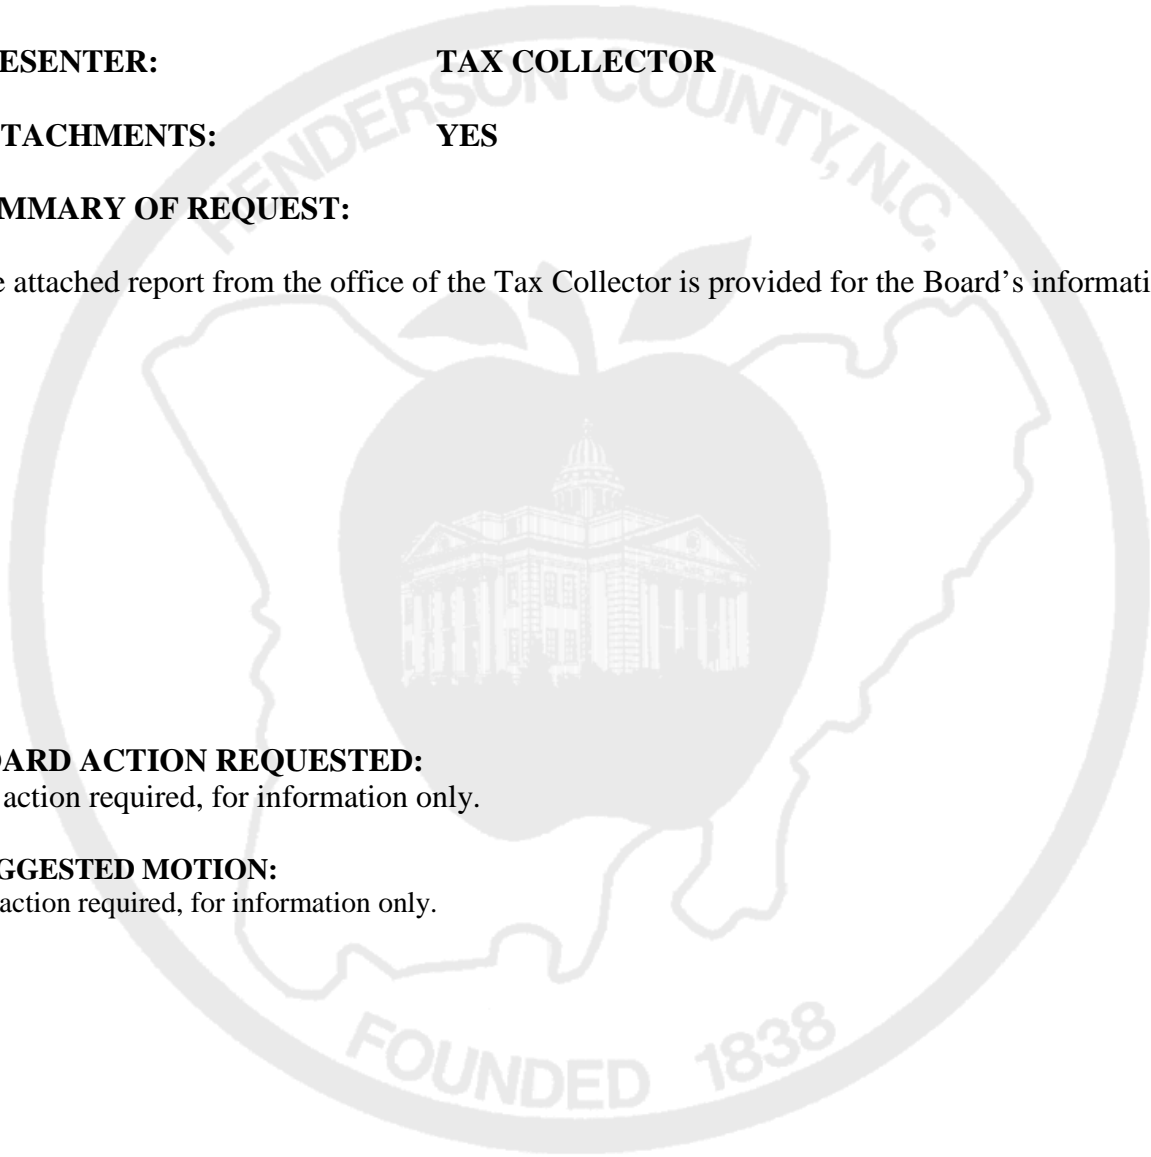 ESENTER: TAX COLLECTOR
TACHMENTS: YES
MMARY OF REQUEST:
e attached report from the office of the Tax Collector is provided for the Board’s informati
HENDERSON COUNTY, N.C.
OARD ACTION REQUESTED:
action required, for information only.
GGESTED MOTION:
action required, for information only.
FOUNDED 1838